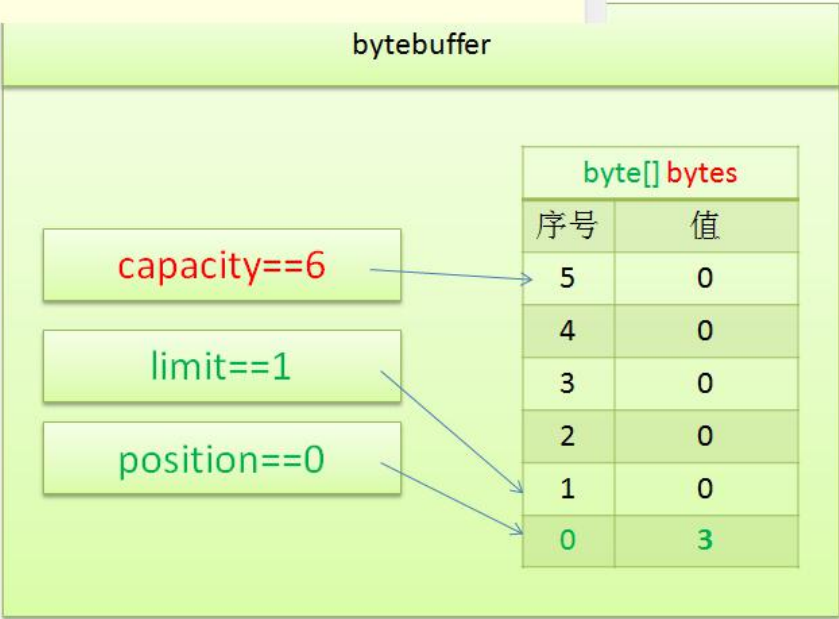 bytebuffer
byte[] bytes
序号 值
capacity==6
5 0
4 0
limit==1
3 0
2 0
position==0
1 0
0 3